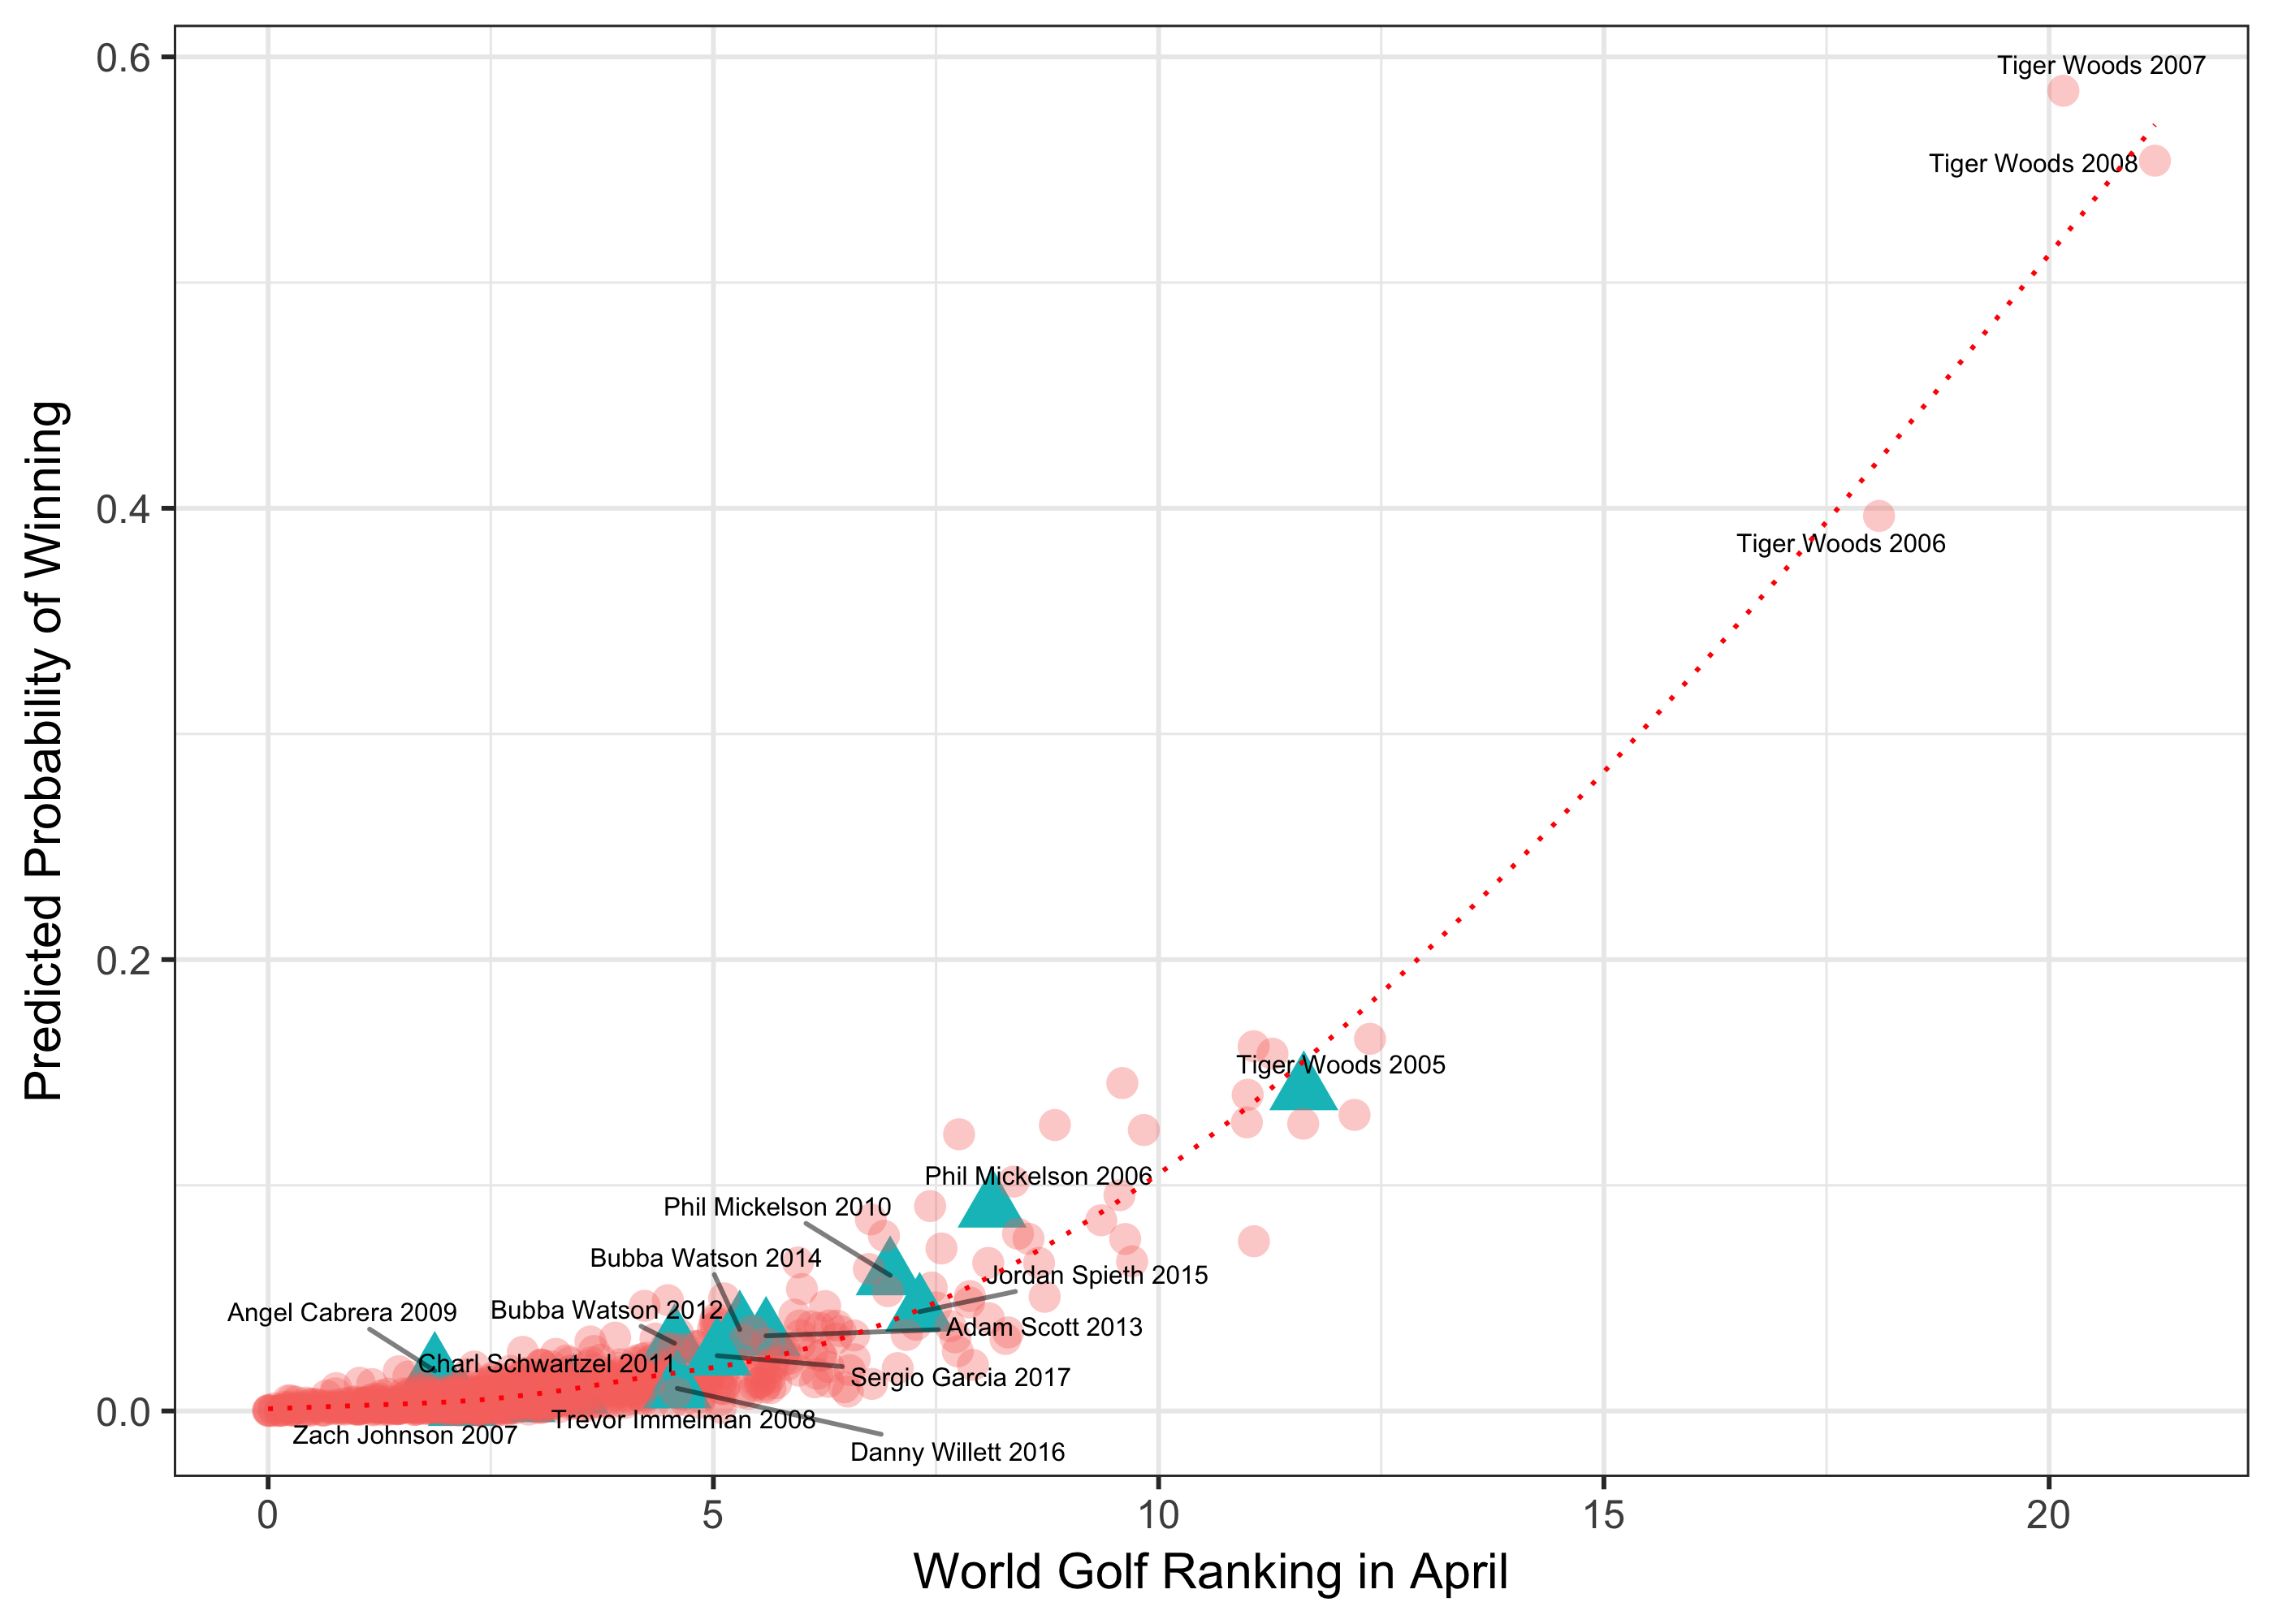 Tiger Woods 2007
Tiger Woods 2008
Tiger Woods 2006
Tiger Woods 2005
Phil Mickelson 2006
Phil Mickelson 2010
Bubba Watson 2014
Jordan Spieth 2015
Angel Cabrera 2009
Bubba Watson 2012
Adam Scott 2013
Charl Schwartzel 2011
Sergio Garcia 2017
Trevor Immelman 2008
Zach Johnson 2007
Danny Willett 2016
0.6
0.4
0.2
0.0
0
5
10
15
20
World Golf Ranking in April
Predicted Probability of Winning